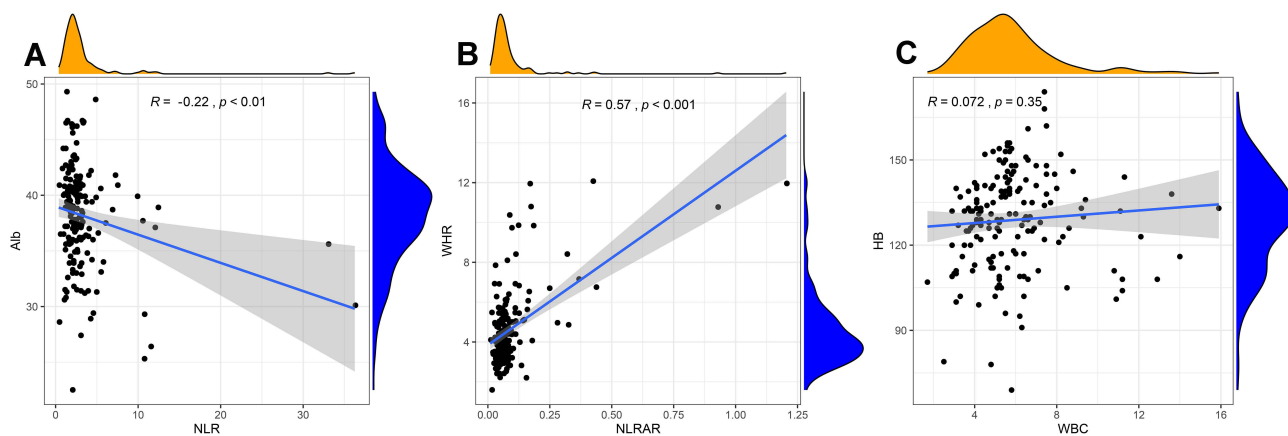 A
R = -0.22 , p < 0.01
50
40
30
Alb
0 10 20 30
NLR
B
R = 0.57 , p < 0.001
16
12
8
4
WHR
0.00 0.25 0.50 0.75 1.00 1.25
NLRAR
C
R = 0.072 , p = 0.35
150
120
90
HB
4 8 12 16
WBC